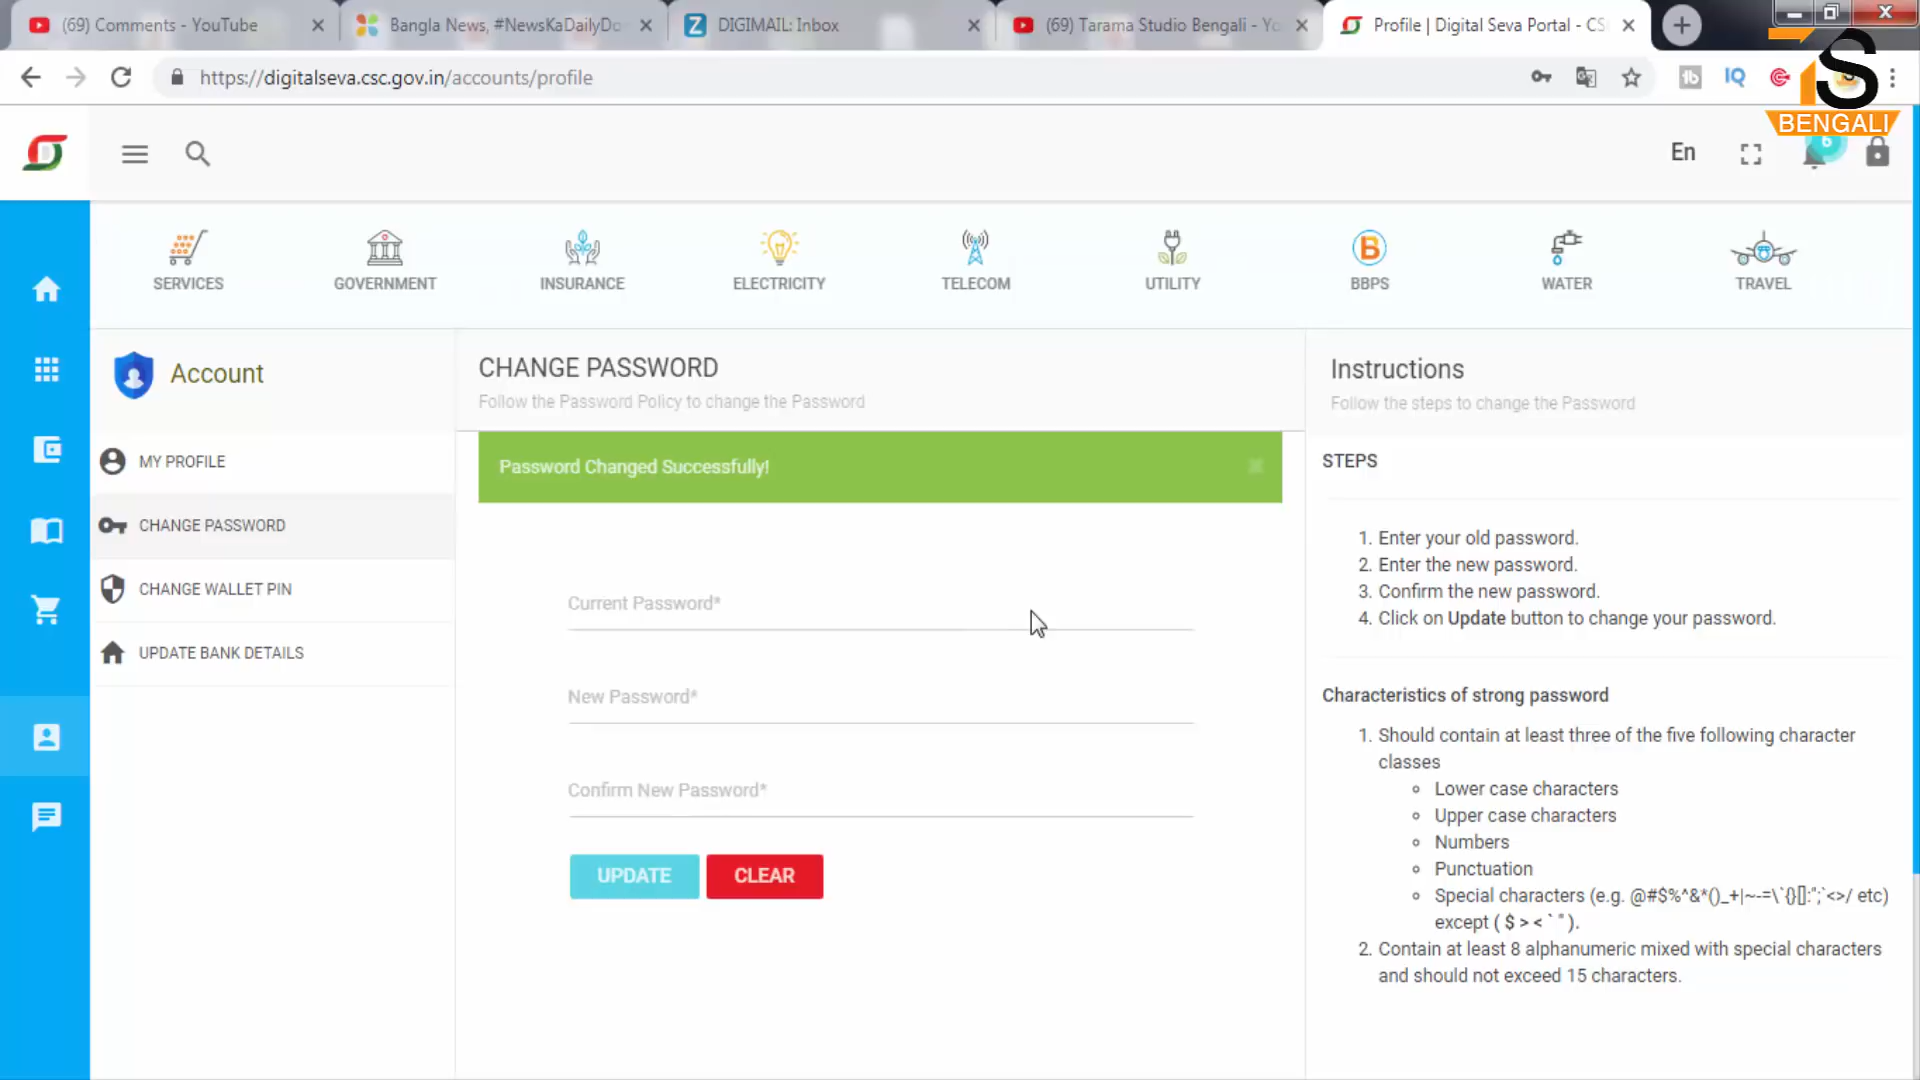 (69) Comments - YouTube
Bangla News, #NewsKaDailyDo
DIGIMAIL: Inbox
(69) Tarama Studio Bengali - Yo
Profile | Digital Seva Portal - CS
https://digitalseva.csc.gov.in/accounts/profile
IQ
S
BENGALI
En
6
SERVICES
GOVERNMENT
INSURANCE
ELECTRICITY
TELECOM
UTILITY
BBPS
WATER
TRAVEL
Account
MY PROFILE
CHANGE PASSWORD
CHANGE WALLET PIN
UPDATE BANK DETAILS
CHANGE PASSWORD
Follow the Password Policy to change the Password
Password Changed Successfully!
Current Password*
New Password*
Confirm New Password*
UPDATE
CLEAR
Instructions
Follow the steps to change the Password
STEPS
1. Enter your old password.
2. Enter the new password.
3. Confirm the new password.
4. Click on Update button to change your password.
Characteristics of strong password
1. Should contain at least three of the five following character
classes
Lower case characters
Upper case characters
Numbers
Punctuation
Special characters (e.g. @#$%^&*()_+|~-=\`{}[]:";`<>/ etc)
except ( $ > < ` " ).
2. Contain at least 8 alphanumeric mixed with special characters
and should not exceed 15 characters.